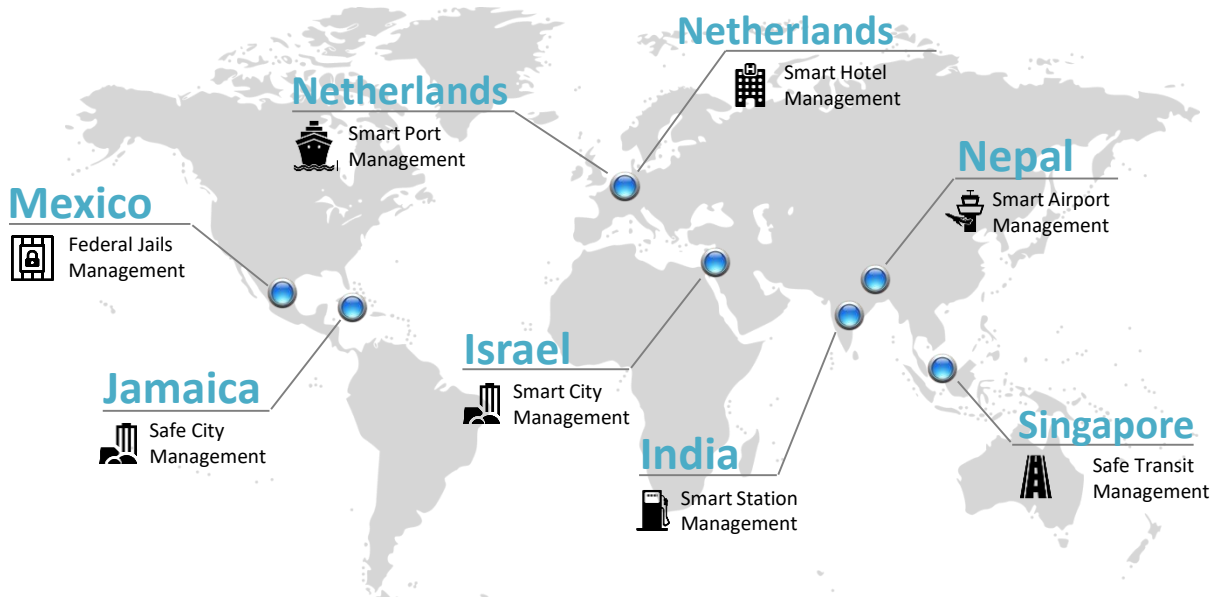 Netherlands
Smart Hotel
Management
Netherlands
Smart Port
Management
Nepal
Smart Airport
Management
Mexico
Federal Jails
Management
Israel
Smart City
Management
Jamaica
Safe City
Management
Singapore
Safe Transit
Management
India
Smart Station
Management